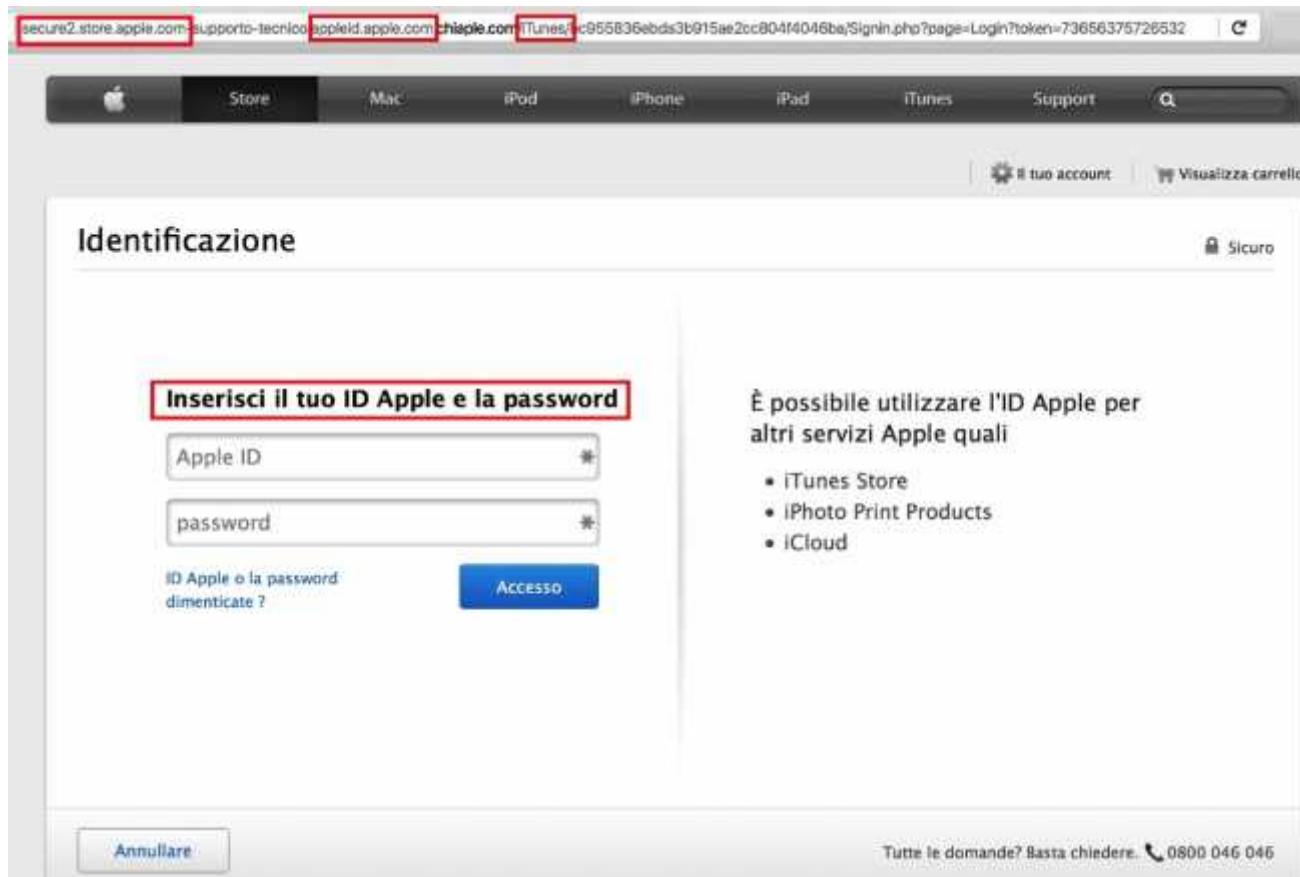 secure2.store.apple.com-supporto-tecnico.appleid.apple.com.chiaple.com/iTunes/
Signin.php?page=Login?token=73656375726532
Store Mac iPod iPhone iPad iTunes Support
Il tuo account Visualizza carrello
Identificazione
Sicuro
Inserisci il tuo ID Apple e la password
Apple ID
password
ID Apple o la password
dimenticate ?
Accesso
È possibile utilizzare l'ID Apple per
altri servizi Apple quali
• iTunes Store
• iPhoto Print Products
• iCloud
Annullare
Tutte le domande? Basta chiedere. 0800 046 046